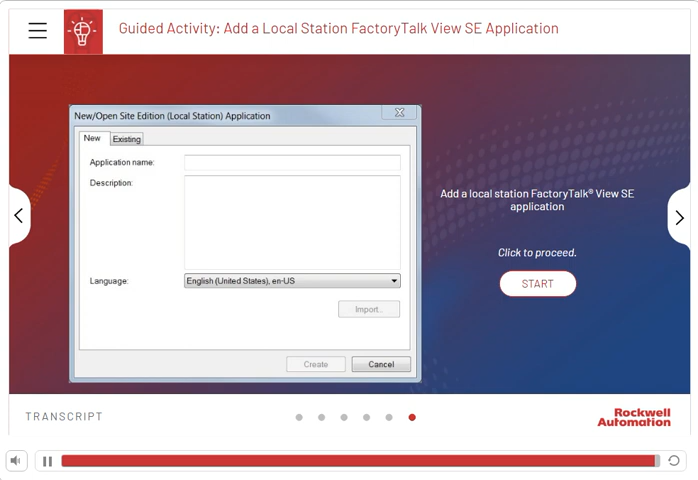 Guided Activity: Add a Local Station FactoryTalk View SE Application
New/Open Site Edition (Local Station) Application
New
Existing
Application name:
Description:
Language:
English (United States), en-US
Import...
Create
Cancel
Add a local station FactoryTalk® View SE
application
Click to proceed.
START
TRANSCRIPT
Rockwell
Automation